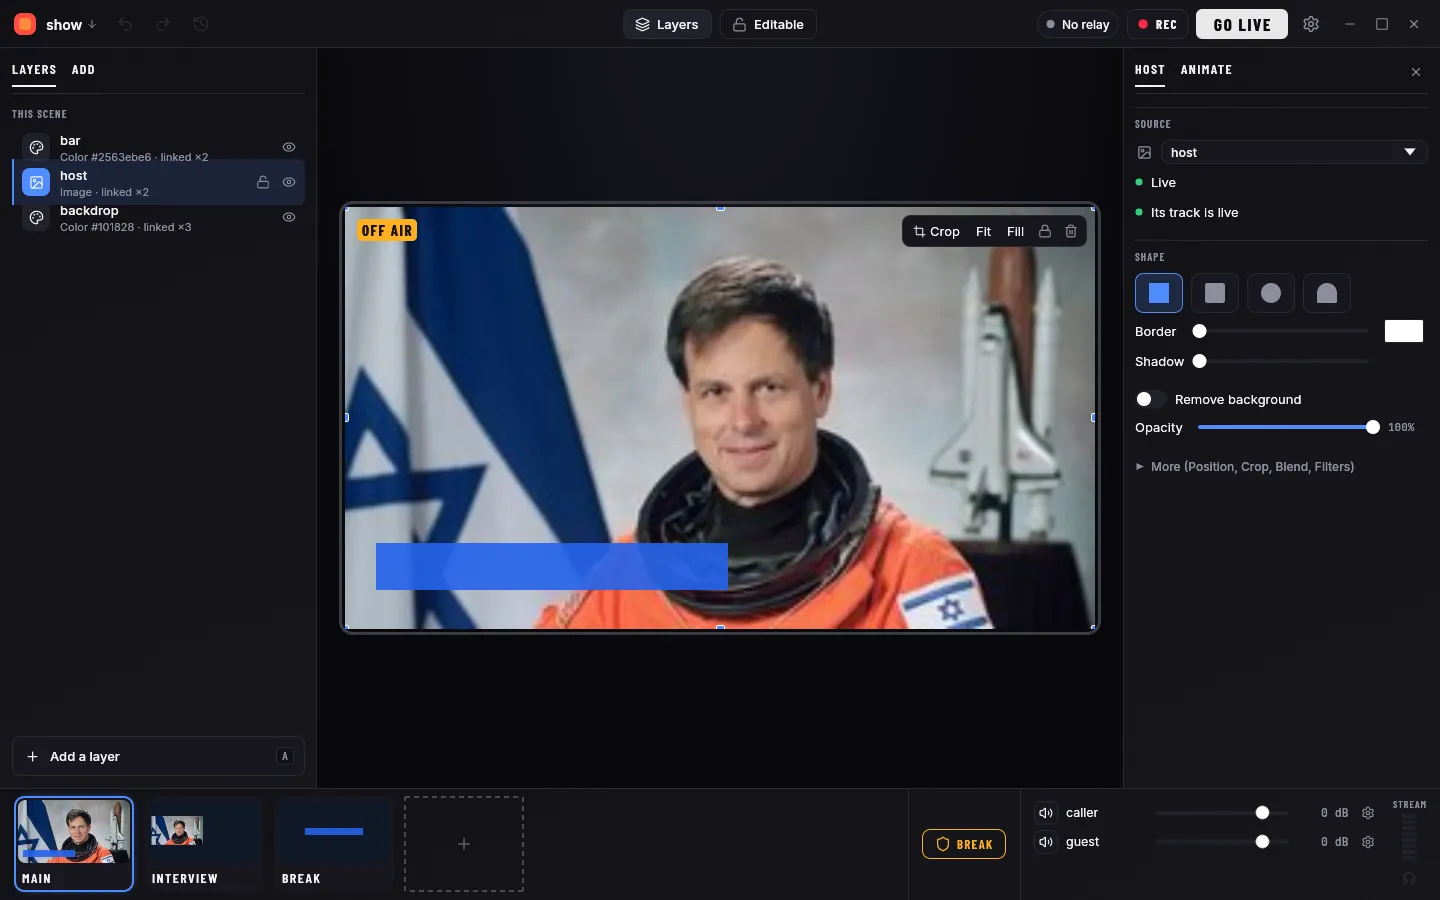 show
Layers
Editable
No relay
REC
GO LIVE
LAYERS ADD
THIS SCENE
bar
Color #2563ebe6 · linked ×2
host
Image · linked ×2
backdrop
Color #101828 · linked ×3
Add a layer A
OFF AIR
Crop Fit Fill
HOST ANIMATE
SOURCE
host
Live
Its track is live
SHAPE
Border
Shadow
Remove background
Opacity 100%
More (Position, Crop, Blend, Filters)
MAIN
INTERVIEW
BREAK
BREAK
caller 0 dB
guest 0 dB
STREAM